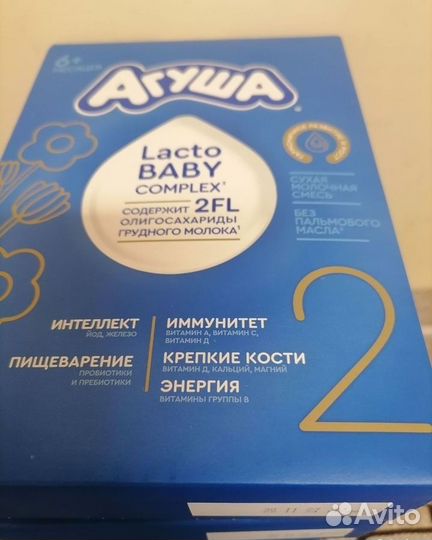 6+
МЕСЯЦЕВ
АГУША
Lacto
BABY
COMPLEX
СОДЕРЖИТ 2FL
ОЛИГОСАХАРИДЫ
ГРУДНОГО МОЛОКА¹
СУХАЯ
МОЛОЧНАЯ
СМЕСЬ
БЕЗ
ПАЛЬМОВОГО
МАСЛА
2
ИНТЕЛЛЕКТ
ЙОД, ЖЕЛЕЗО
ПИЩЕВАРЕНИЕ
ПРОБИОТИКИ
И ПРЕБИОТИКИ
ИММУНИТЕТ
ВИТАМИН А, ВИТАМИН С,
ВИТАМИН Д
КРЕПКИЕ КОСТИ
ВИТАМИН Д, КАЛЬЦИЙ, МАГНИЙ
ЭНЕРГИЯ
ВИТАМИНЫ ГРУППЫ В
Avito